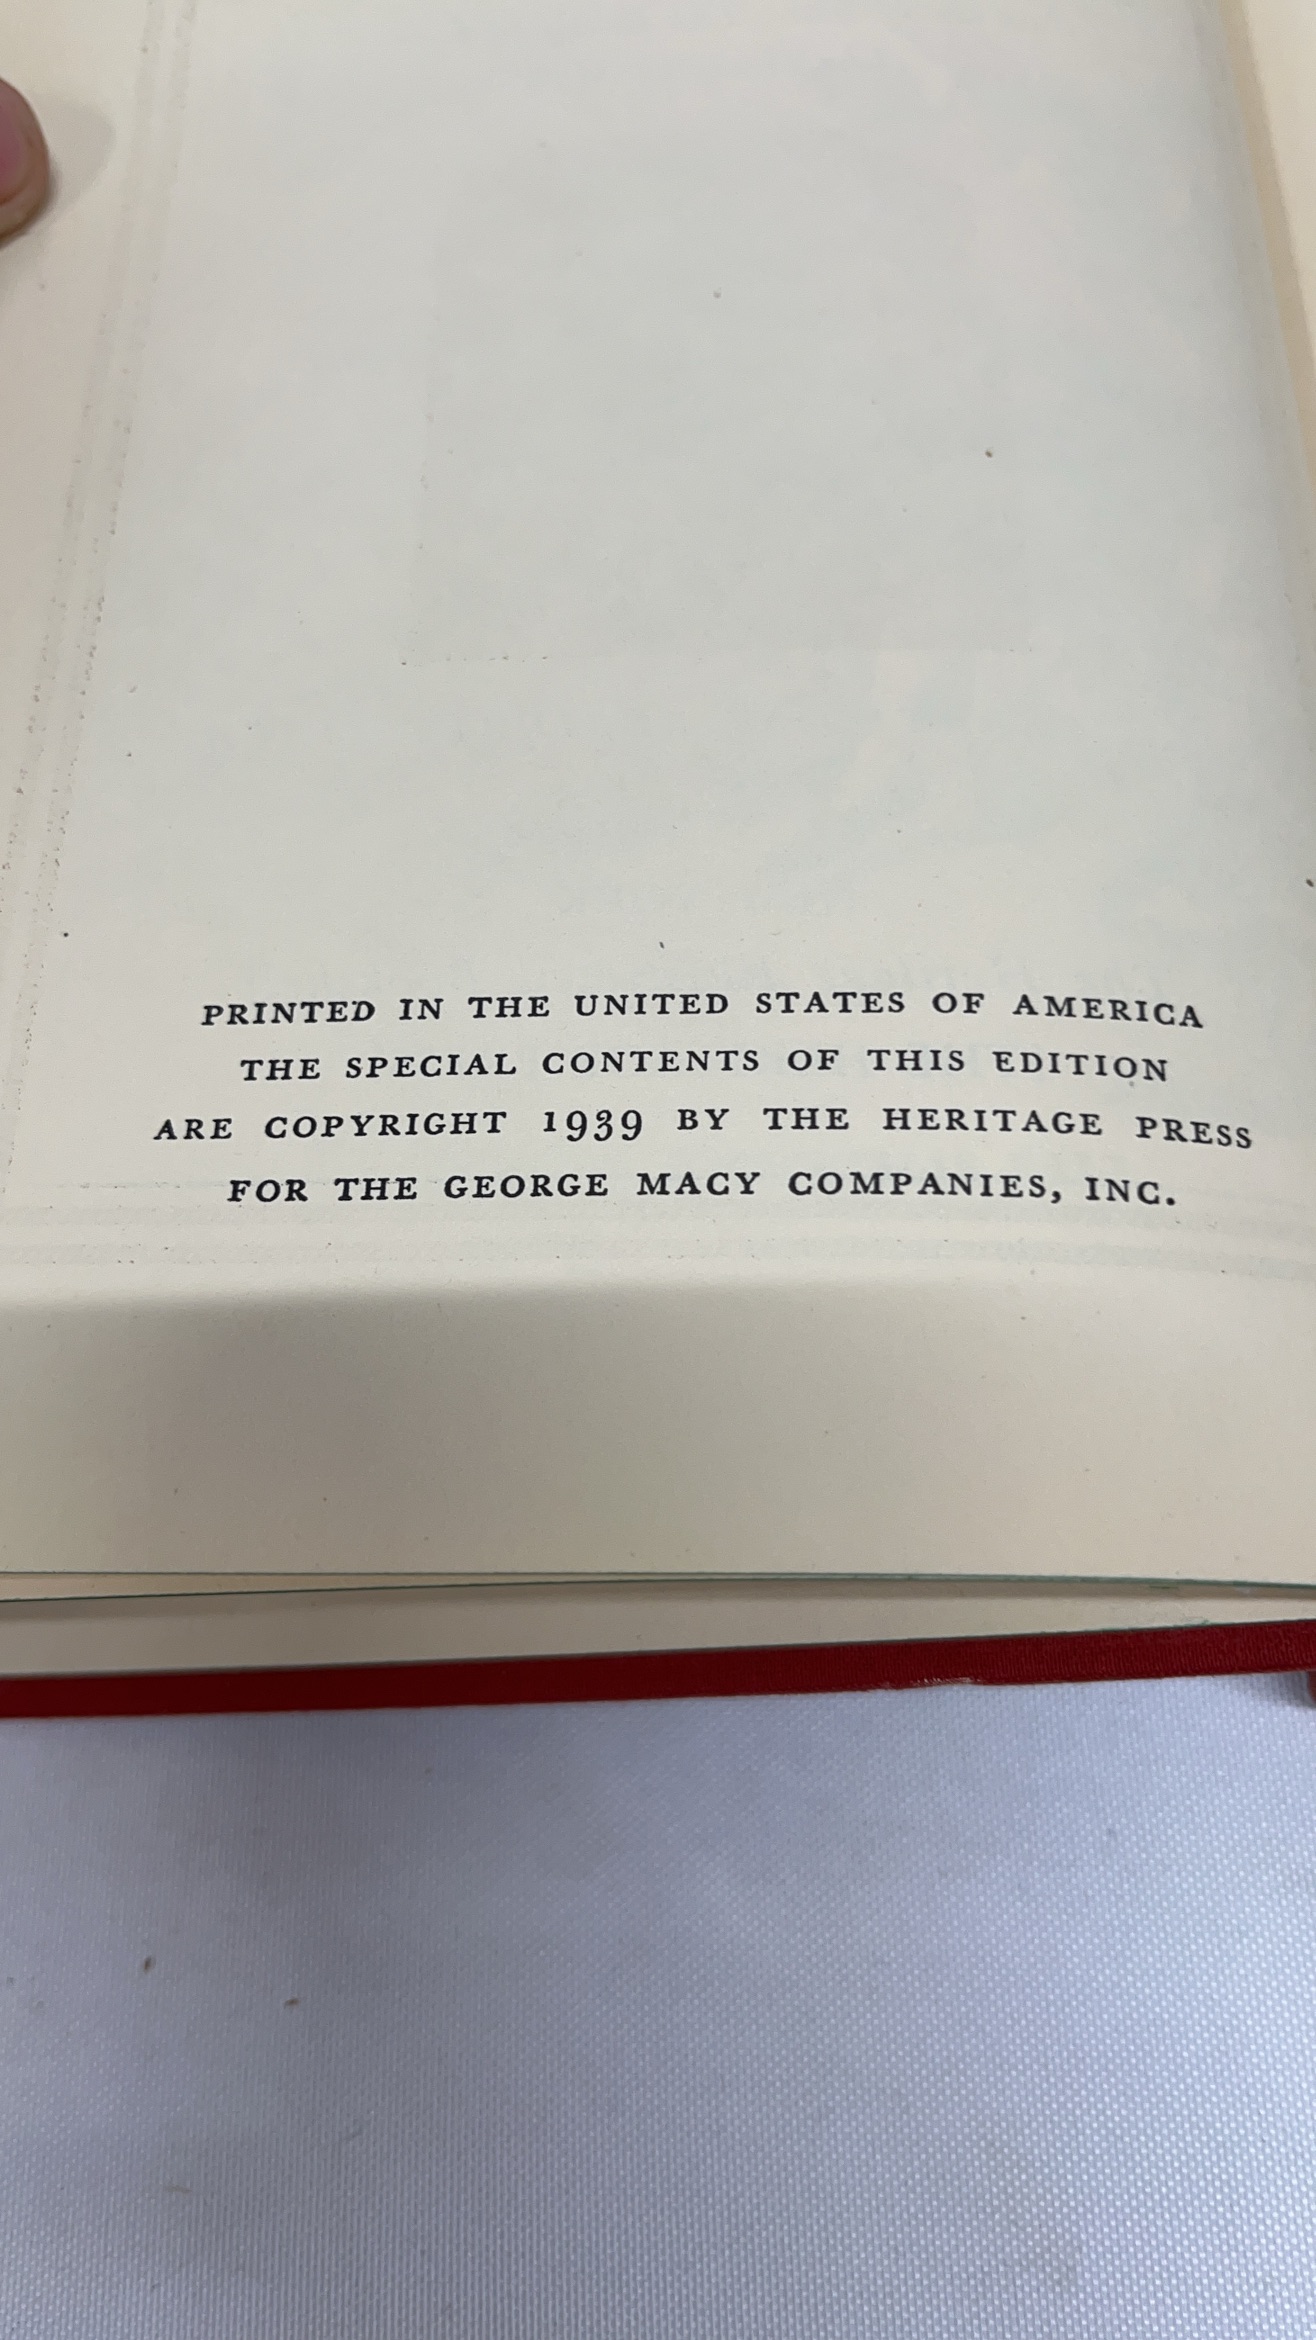 PRINTED IN THE UNITED STATES OF AMERICA
THE SPECIAL CONTENTS OF THIS EDITION
ARE COPYRIGHT 1939 BY THE HERITAGE PRESS
FOR THE GEORGE MACY COMPANIES, INC.